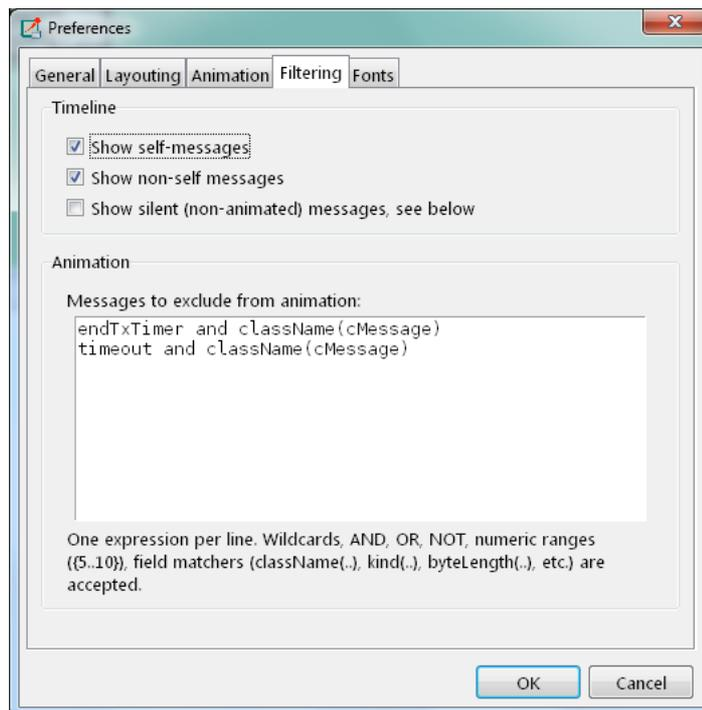 Preferences
General Layouting Animation Filtering Fonts
Timeline
Show self-messages
Show non-self messages
Show silent (non-animated) messages, see below
Animation
Messages to exclude from animation:
endTxTimer and className(cMessage)
timeout and className(cMessage)
One expression per line. Wildcards, AND, OR, NOT, numeric ranges
({5..10}), field matchers (className(..), kind(..), byteLength(..), etc.) are
accepted.
OK Cancel